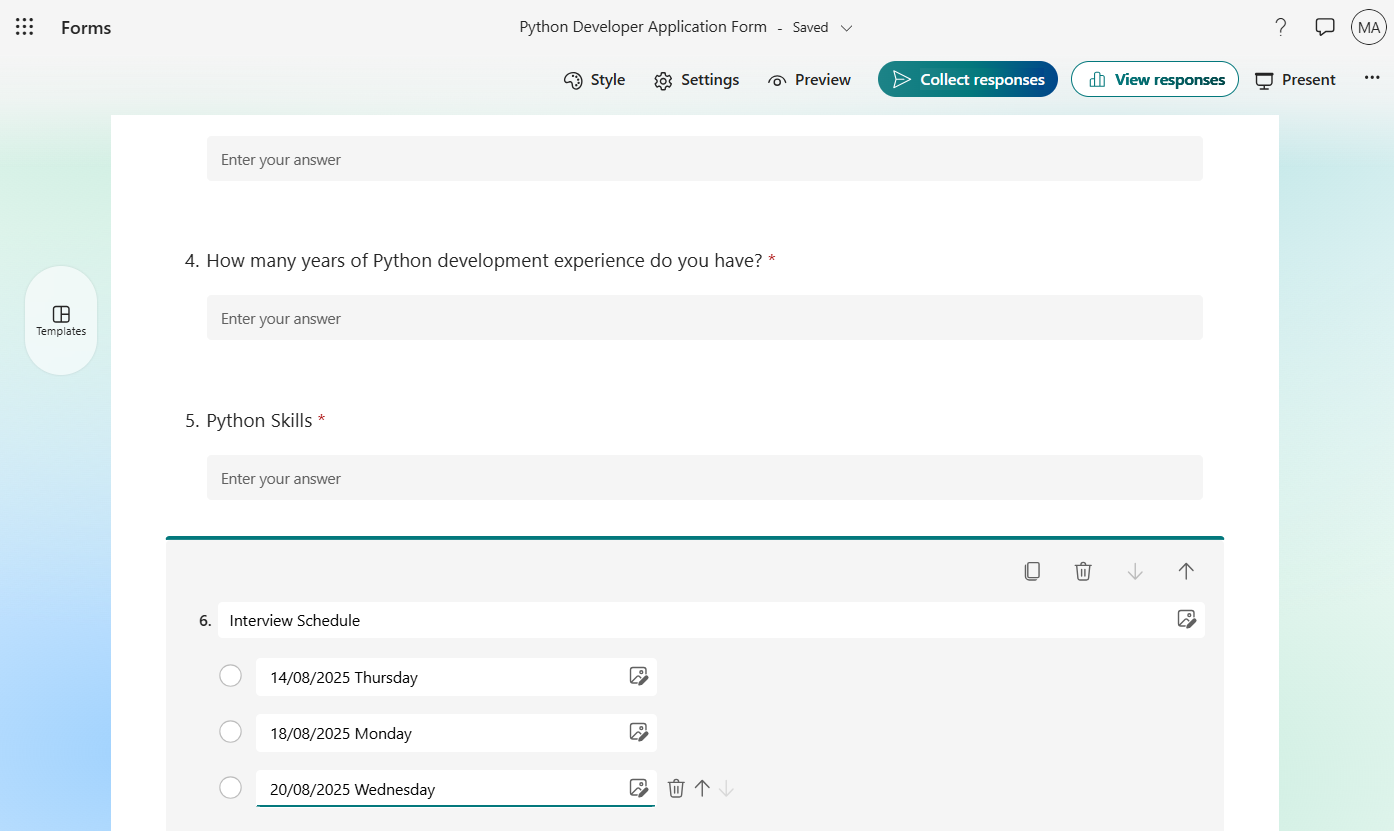 Forms
Python Developer Application Form - Saved
? MA
Style Settings Preview Collect responses View responses Present ...
Enter your answer
4. How many years of Python development experience do you have? *
Enter your answer
Templates
5. Python Skills *
Enter your answer
6. Interview Schedule
14/08/2025 Thursday
18/08/2025 Monday
20/08/2025 Wednesday